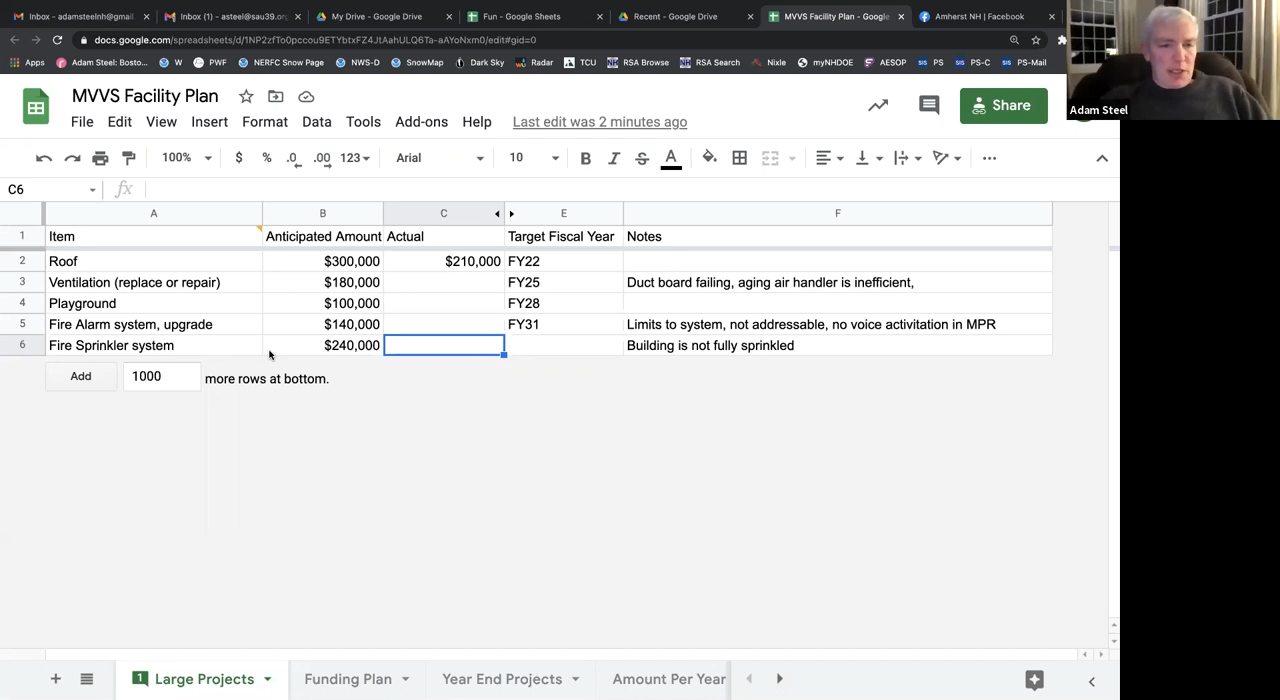 Inbox - adamsteelnh@gmail Inbox (1) - asteel@sau39.org My Drive - Google Drive Fun - Google Sheets Recent - Google Drive MVVS Facility Plan - Google Amherst NH | Facebook
docs.google.com/spreadsheets/d/1NP2zfTo0pccou9ETYbtxFZ4JtAahULQ6Ta-aAYoNxm0/edit#gid=0
Apps Adam Steel: Bosto... W PWF NERFC Snow Page NWS-D SnowMap Dark Sky Radar TCU RSA Browse RSA Search Nixle myNHDOE AESOP PS PS-C PS-Mail
Adam Steel
MVVS Facility Plan
Share
File Edit View Insert Format Data Tools Add-ons Help Last edit was 2 minutes ago
100% $ % .0 .00 123 Arial 10 B I S A
C6 fx
A B C E F
1 Item Anticipated Amount Actual Target Fiscal Year Notes
2 Roof $300,000 $210,000 FY22
3 Ventilation (replace or repair) $180,000 FY25 Duct board failing, aging air handler is inefficient,
4 Playground $100,000 FY28
5 Fire Alarm system, upgrade $140,000 FY31 Limits to system, not addressable, no voice activitation in MPR
6 Fire Sprinkler system $240,000 Building is not fully sprinkled
Add 1000 more rows at bottom.
1 Large Projects Funding Plan Year End Projects Amount Per Year